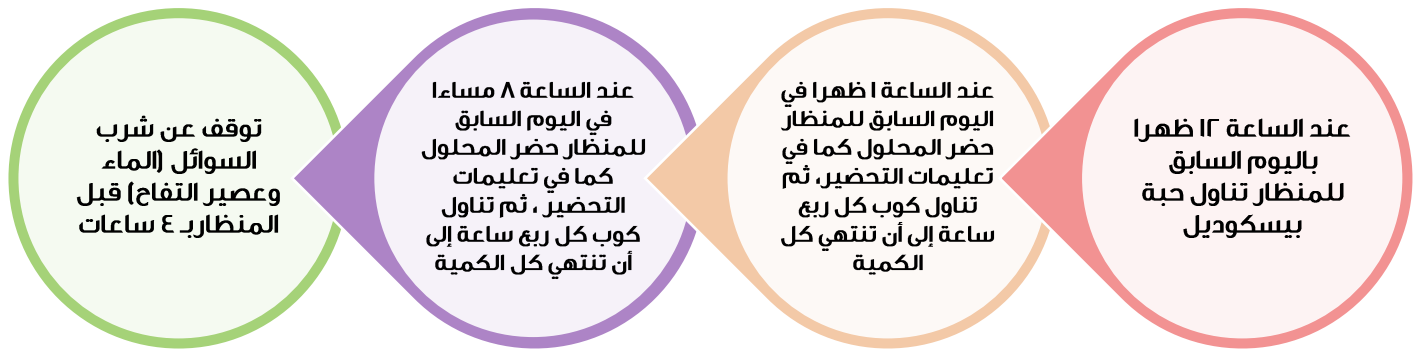 عند الساعة ١٢ ظهرا
باليوم السابق
للمنظار تناول حبة
بيسكوديل
عند الساعة ١ ظهرا في
اليوم السابق للمنظار
حضر المحلول كما في
تعليمات التحضير، ثم
تناول كوب كل ربع
ساعة إلى أن تنتهي كل
الكمية
عند الساعة ٨ مساءا
في اليوم السابق
للمنظار حضر المحلول
كما في تعليمات
التحضير ، ثم تناول
كوب كل ربع ساعة إلى
أن تنتهي كل الكمية
توقف عن شرب
السوائل (الماء
وعصير التفاح) قبل
المنظاربـ ٤ ساعات